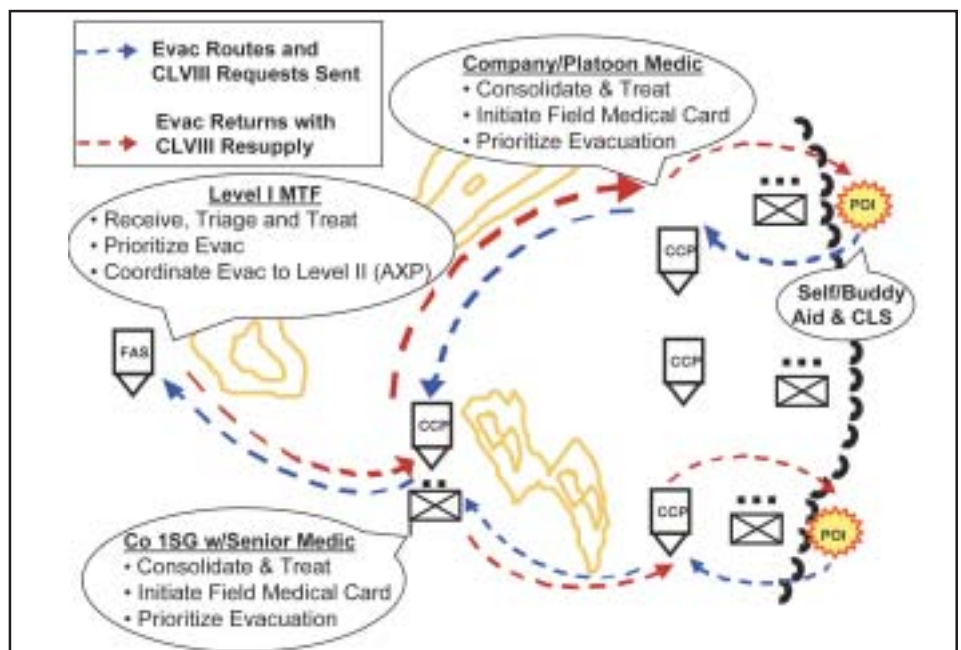 Evac Routes and
CLVIII Requests Sent
Evac Returns with
CLVIII Resupply
Company/Platoon Medic
• Consolidate & Treat
• Initiate Field Medical Card
• Prioritize Evacuation
Level I MTF
• Receive, Triage and Treat
• Prioritize Evac
• Coordinate Evac to Level II (AXP)
POI
CCP
Self/Buddy
Aid & CLS
FAS
CCP
CCP
CCP
POI
Co 1SG w/Senior Medic
• Consolidate & Treat
• Initiate Field Medical Card
• Prioritize Evacuation